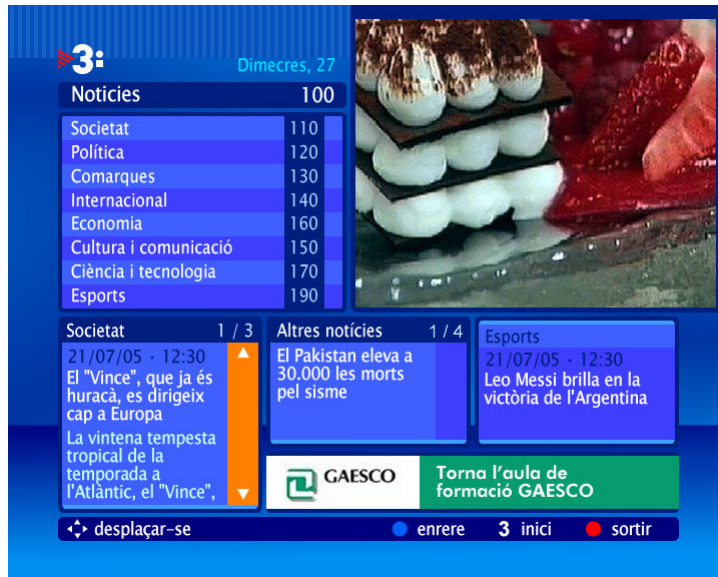 3:
Dimecres, 27
Noticies 100
Societat 110
Política 120
Comarques 130
Internacional 140
Economia 160
Cultura i comunicació 150
Ciència i tecnologia 170
Esports 190
Societat 1 / 3
21/07/05 · 12:30
El "Vince", que ja és
huracà, es dirigeix
cap a Europa
La vintena tempesta
tropical de la
temporada a
l'Atlàntic, el "Vince",
Altres notícies 1 / 4
El Pakistan eleva a
30.000 les morts
pel sisme
Esports
21/07/05 · 12:30
Leo Messi brilla en la
victòria de l'Argentina
GAESCO
Torna l'aula de
formació GAESCO
desplaçar-se enrere 3 inici sortir